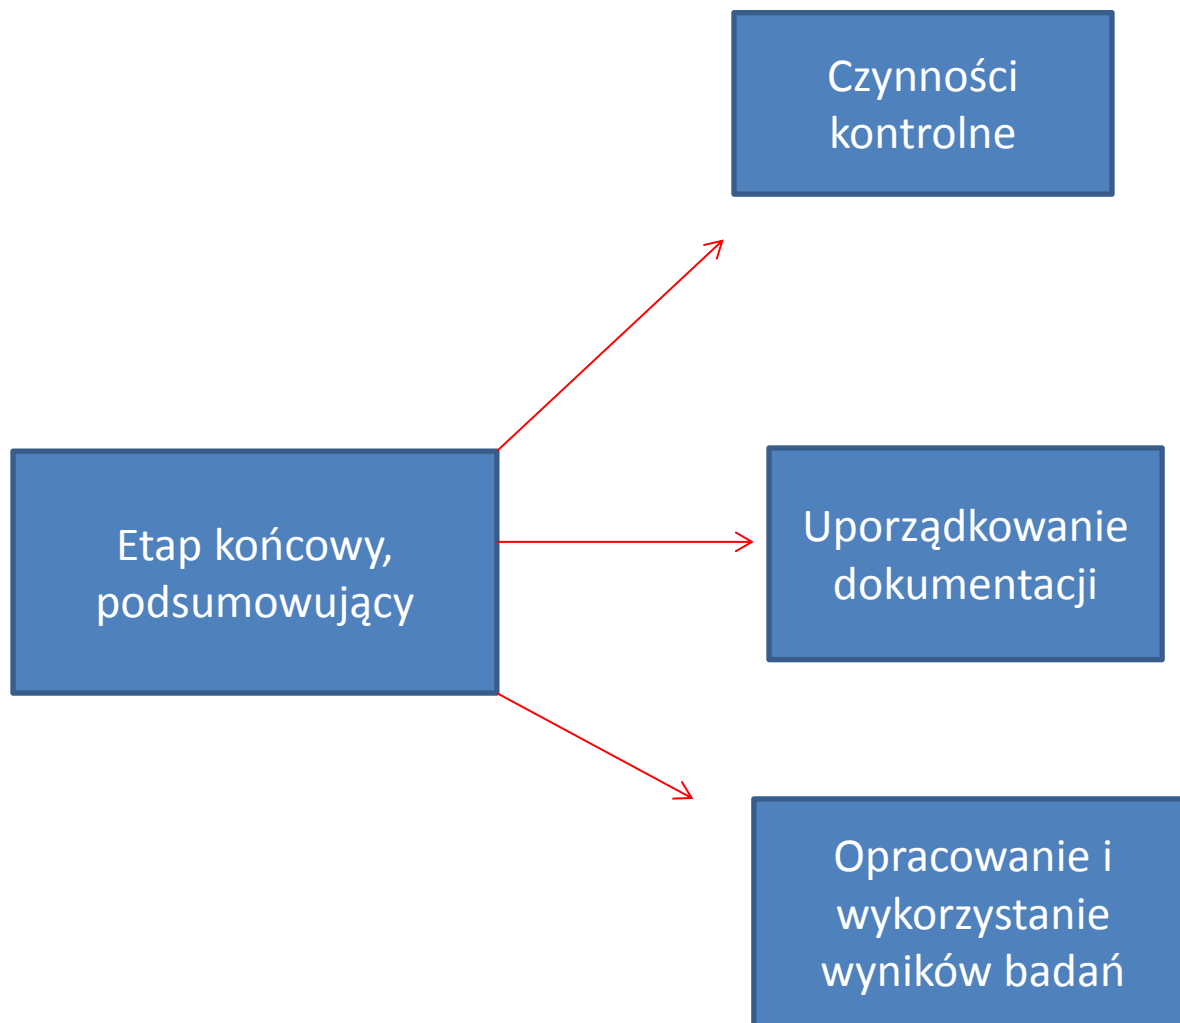 Czynności
kontrolne
Etap końcowy,
podsumowujący
Uporządkowanie
dokumentacji
Opracowanie i
wykorzystanie
wyników badań